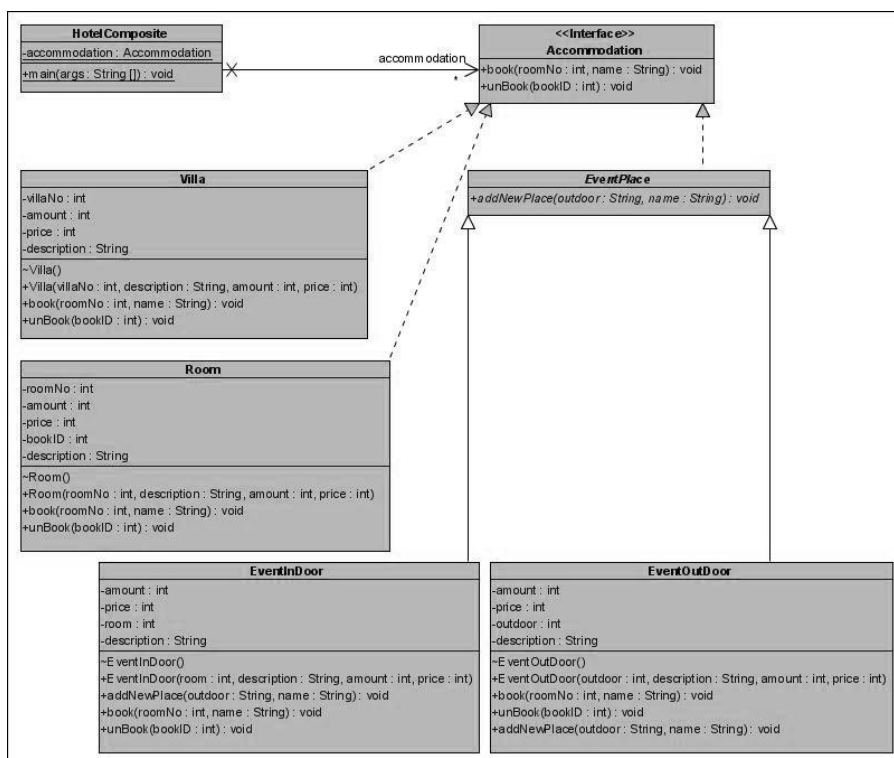 HotelComposite
-accommodation : Accommodation
+main(args : String []) : void
accommodation
*
<<Interface>>
Accommodation
+book(roomNo : int, name : String) : void
+unBook(bookID : int) : void
Villa
-villaNo : int
-amount : int
-price : int
-description : String
~Villa()
+Villa(villaNo : int, description : String, amount : int, price : int)
+book(roomNo : int, name : String) : void
+unBook(bookID : int) : void
EventPlace
+addNewPlace(outdoor : String, name : String) : void
Room
-roomNo : int
-amount : int
-price : int
-bookID : int
-description : String
~Room()
+Room(roomNo : int, description : String, amount : int, price : int)
+book(roomNo : int, name : String) : void
+unBook(bookID : int) : void
EventInDoor
-amount : int
-price : int
-room : int
-description : String
~EventInDoor()
+EventInDoor(room : int, description : String, amount : int, price : int)
+addNewPlace(outdoor : String, name : String) : void
+book(roomNo : int, name : String) : void
+unBook(bookID : int) : void
EventOutDoor
-amount : int
-price : int
-outdoor : int
-description : String
~EventOutDoor()
+EventOutDoor(outdoor : int, description : String, amount : int, price : int)
+book(roomNo : int, name : String) : void
+unBook(bookID : int) : void
+addNewPlace(outdoor : String, name : String) : void